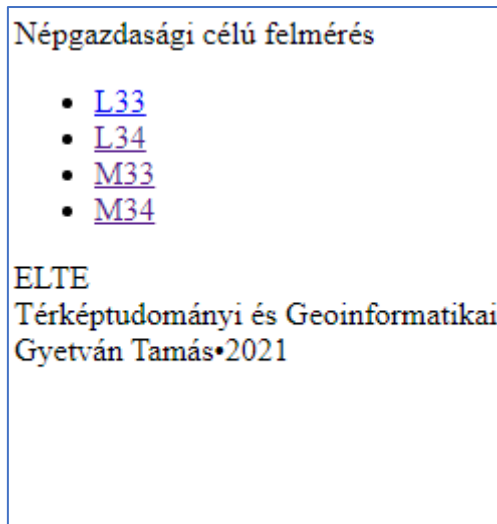 Népgazdasági célú felmérés
• L33
• L34
• M33
• M34
ELTE
Térképtudományi és Geoinformatikai
Gyetván Tamás•2021